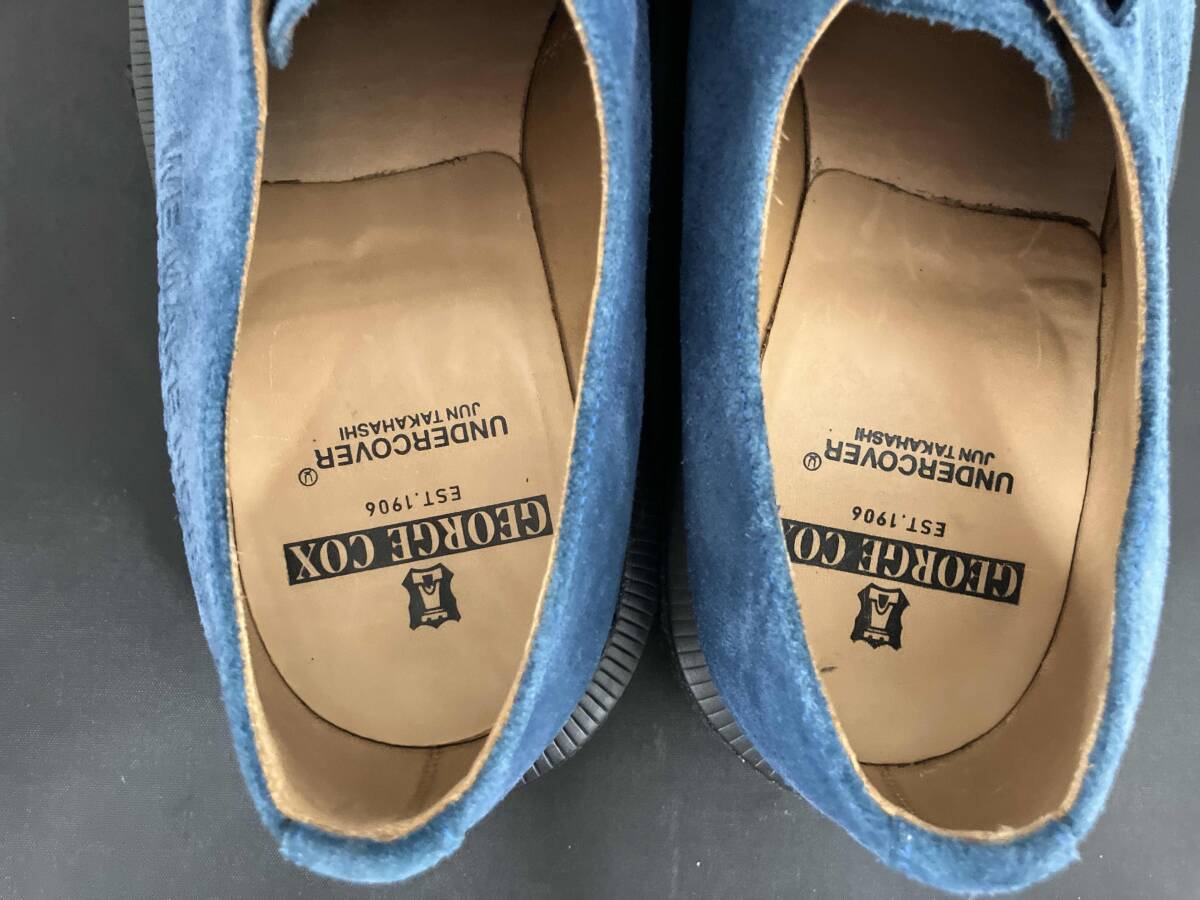 UNDERCOVER®
JUN TAKAHASHI
EST.1906
GEORGE COX
UNDERCOVER
JUN TAKAHASHI
EST.1906
GEORGE COX